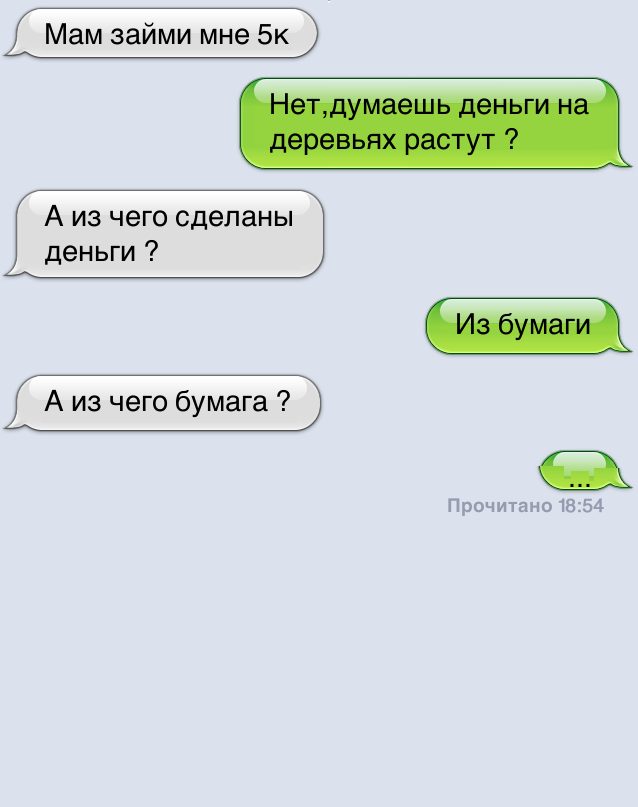 Мам займи мне 5к
Нет,думаешь деньги на
деревьях растут ?
А из чего сделаны
деньги ?
Из бумаги
А из чего бумага ?
...
Прочитано 18:54